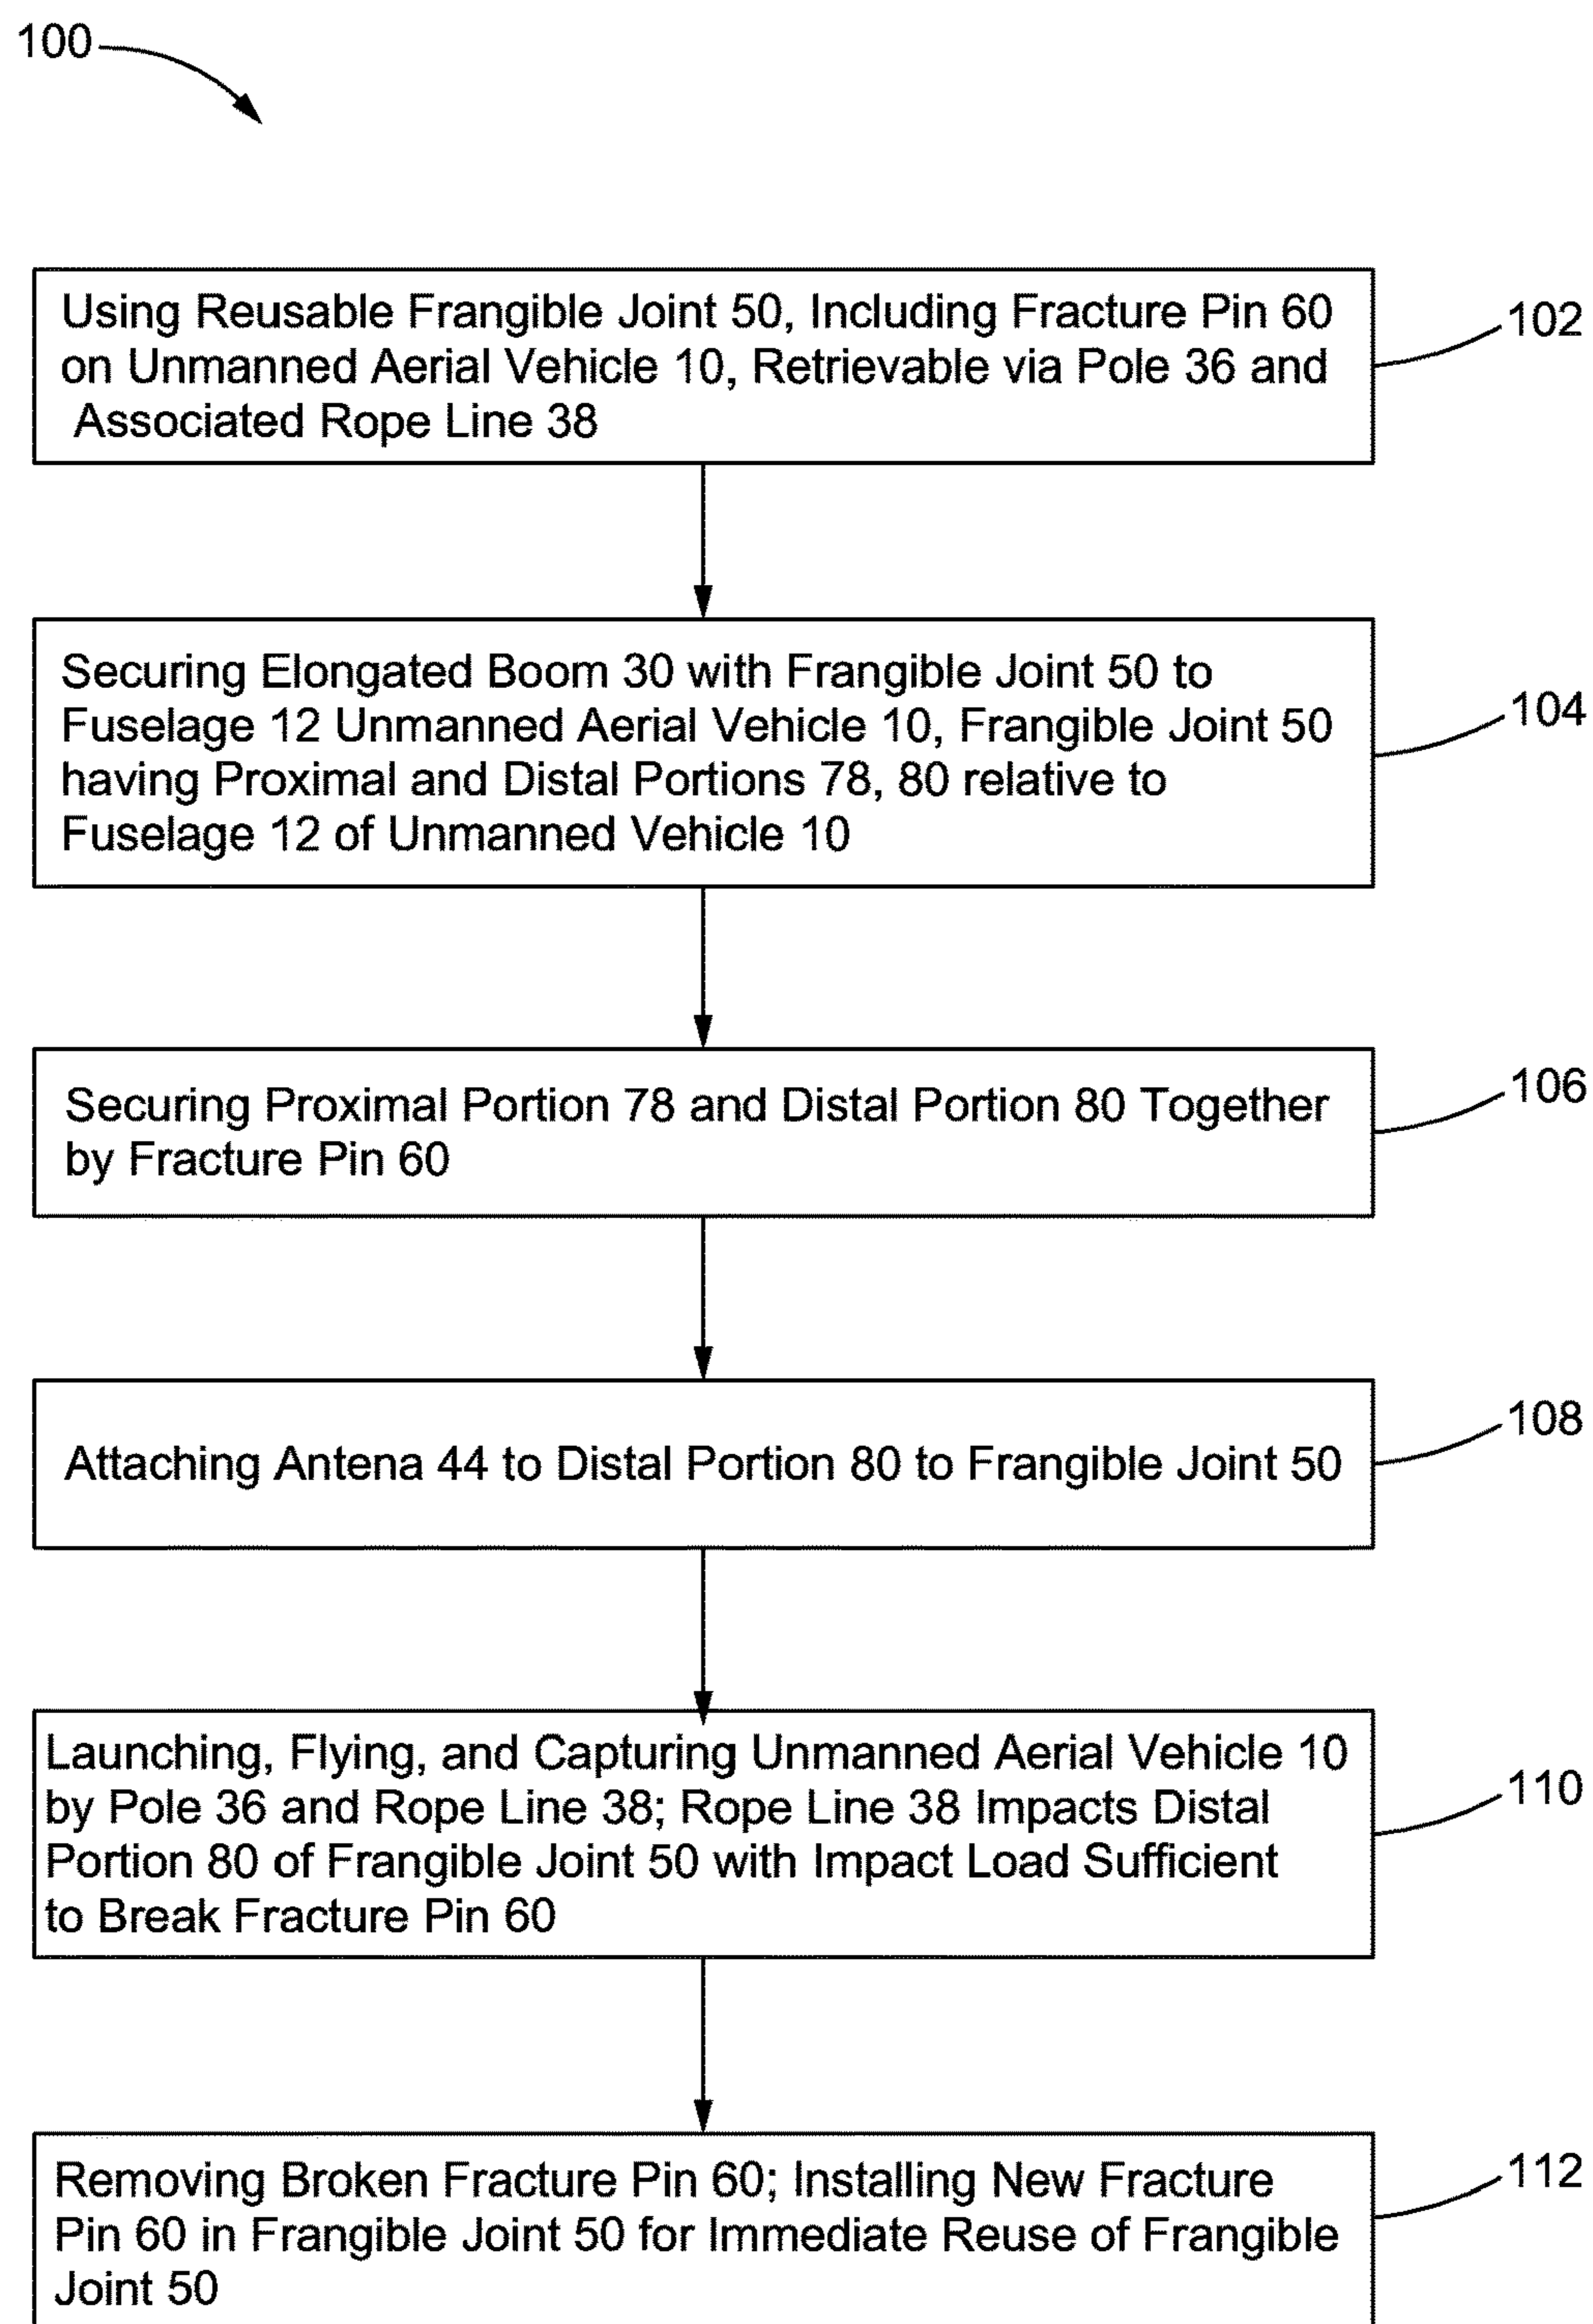 100
Using Reusable Frangible Joint 50, Including Fracture Pin 60
on Unmanned Aerial Vehicle 10, Retrievable via Pole 36 and
Associated Rope Line 38
102
Securing Elongated Boom 30 with Frangible Joint 50 to
Fuselage 12 Unmanned Aerial Vehicle 10, Frangible Joint 50
having Proximal and Distal Portions 78, 80 relative to
Fuselage 12 of Unmanned Vehicle 10
104
Securing Proximal Portion 78 and Distal Portion 80 Together
by Fracture Pin 60
106
Attaching Antena 44 to Distal Portion 80 to Frangible Joint 50
108
Launching, Flying, and Capturing Unmanned Aerial Vehicle 10
by Pole 36 and Rope Line 38; Rope Line 38 Impacts Distal
Portion 80 of Frangible Joint 50 with Impact Load Sufficient
to Break Fracture Pin 60
110
Removing Broken Fracture Pin 60; Installing New Fracture
Pin 60 in Frangible Joint 50 for Immediate Reuse of Frangible
Joint 50
112